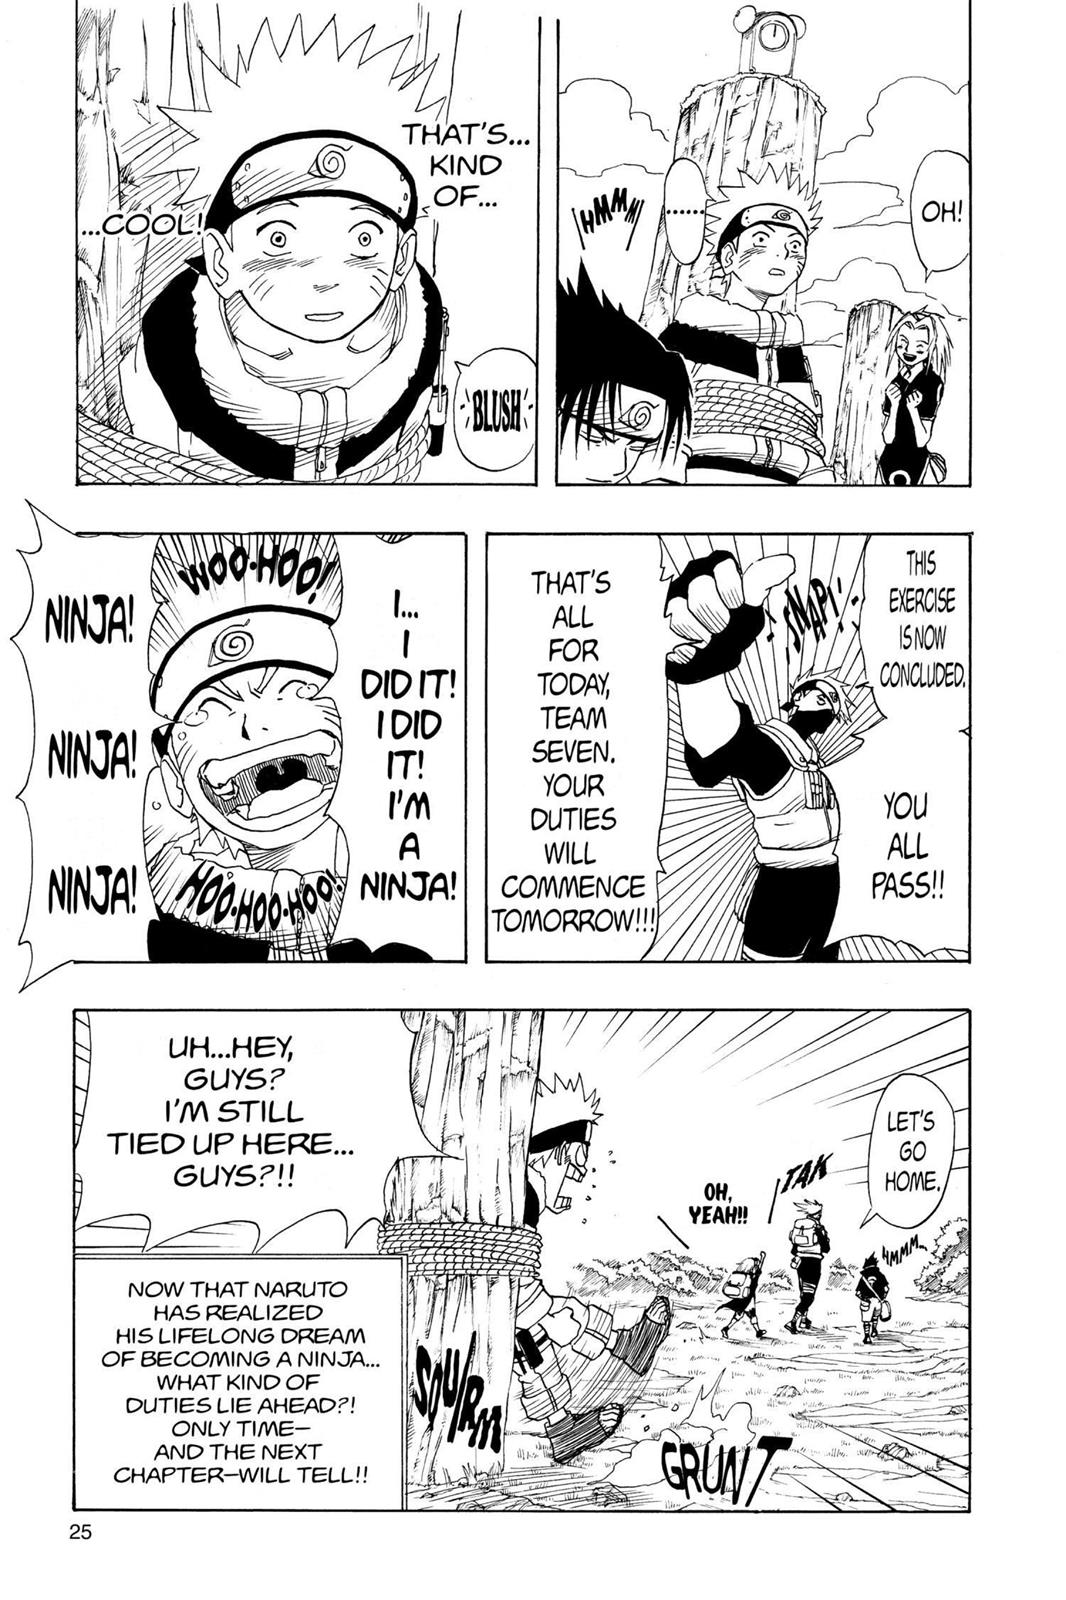 OH!
.......
HMMM
THAT'S...
KIND
OF...
...COOL!
BLUSH
THIS
EXERCISE
IS NOW
CONCLUDED.
YOU
ALL
PASS!!
SNAP!
THAT'S
ALL
FOR
TODAY,
TEAM
SEVEN.
YOUR
DUTIES
WILL
COMMENCE
TOMORROW!!!
I...
I
DID IT!
I DID
IT!
I'M
A
NINJA!
WOO-HOO!
HOO-HOO-HOO!
NINJA!
NINJA!
NINJA!
LET'S
GO
HOME.
HMMM...
TAK
OH,
YEAH!!
UH...HEY,
GUYS?
I'M STILL
TIED UP HERE...
GUYS?!!
SQUIRM
GRUNT
NOW THAT NARUTO
HAS REALIZED
HIS LIFELONG DREAM
OF BECOMING A NINJA...
WHAT KIND OF
DUTIES LIE AHEAD?!
ONLY TIME—
AND THE NEXT
CHAPTER—WILL TELL!!
25